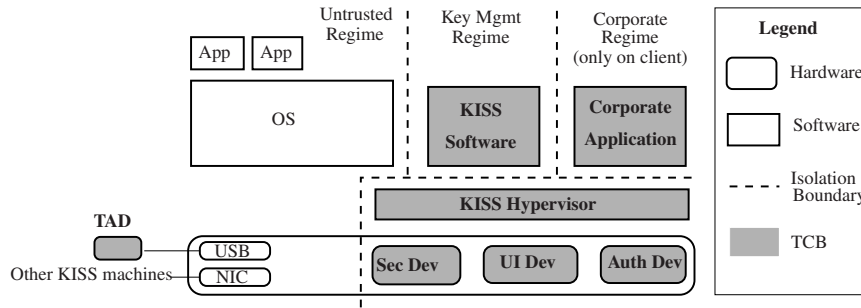 Untrusted
Regime
Key Mgmt
Regime
Corporate
Regime
(only on client)
App
App
OS
KISS
Software
Corporate
Application
KISS Hypervisor
TAD
Other KISS machines
USB
NIC
Sec Dev
UI Dev
Auth Dev
Legend
Hardware
Software
Isolation
Boundary
TCB